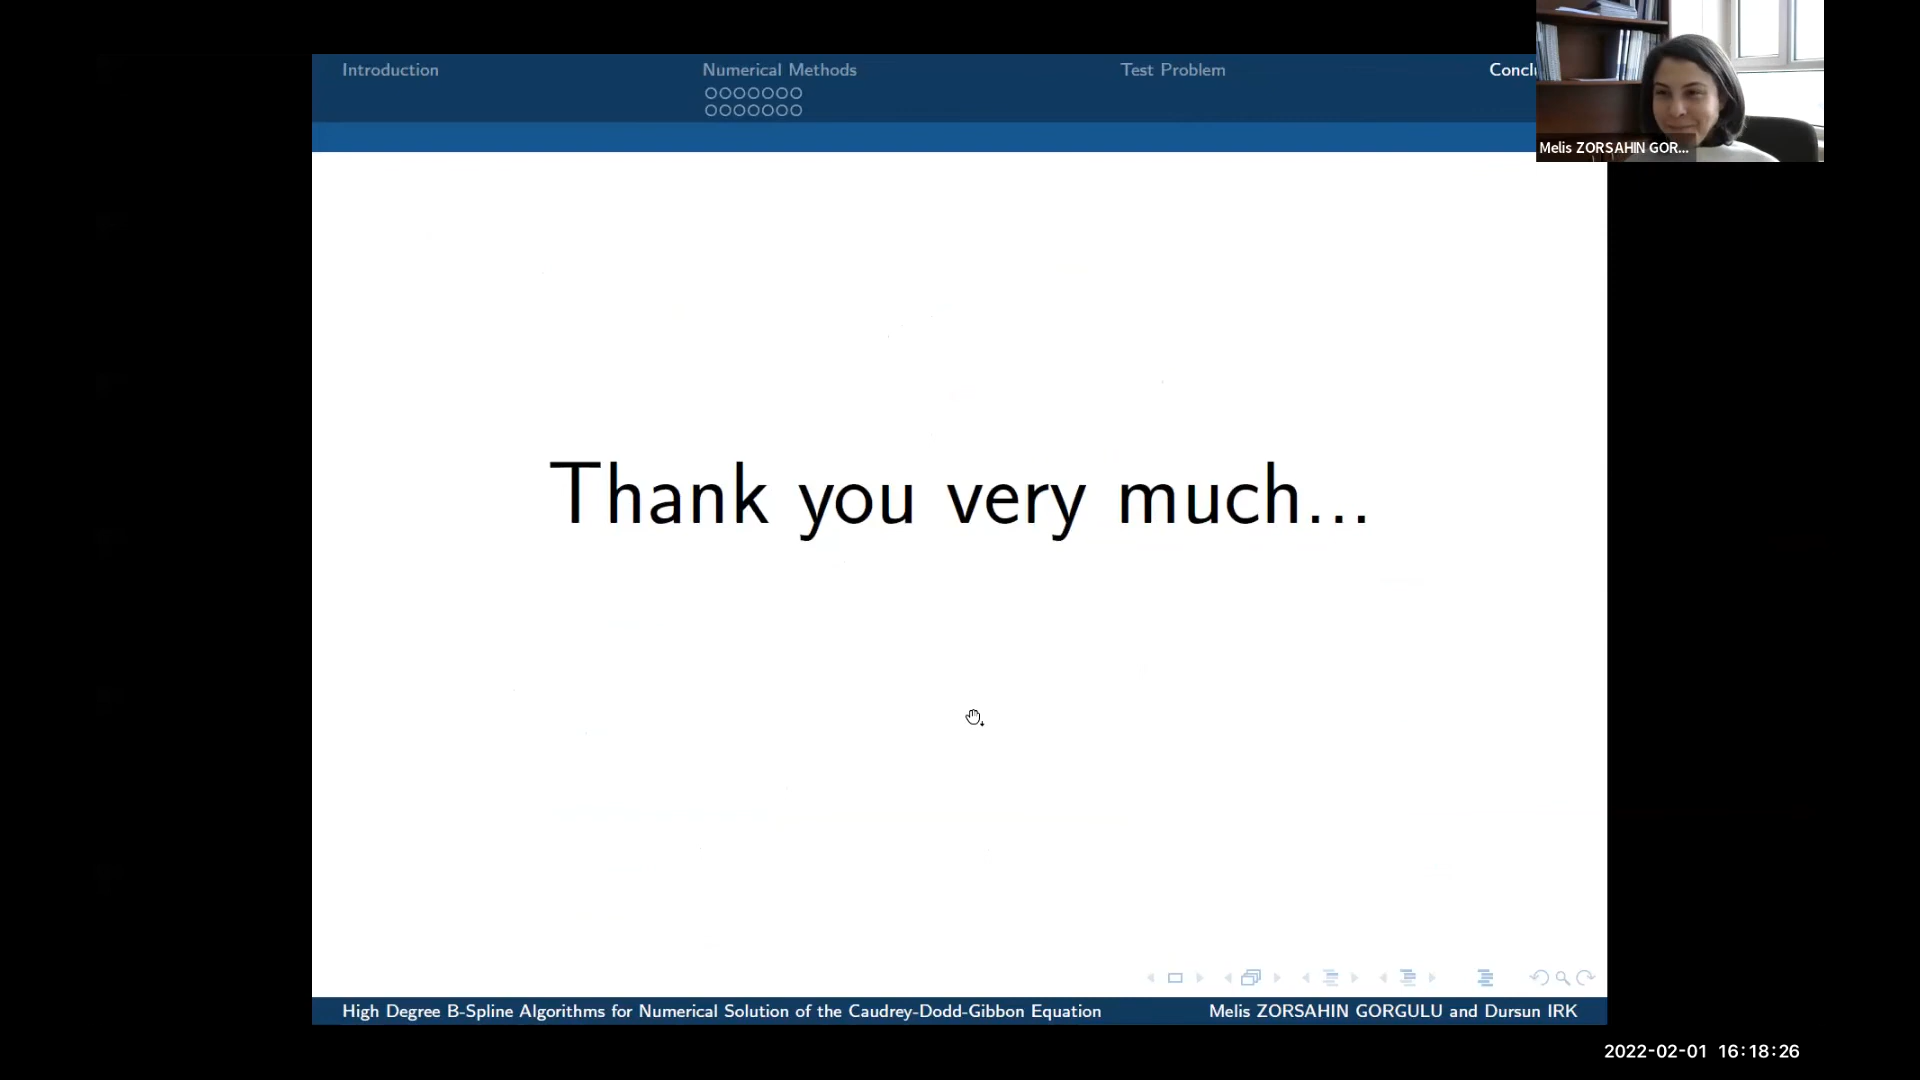 Introduction
Numerical Methods
Test Problem
Concl
Melis ZORSAHIN GOR...
Thank you very much...
High Degree B-Spline Algorithms for Numerical Solution of the Caudrey-Dodd-Gibbon Equation
Melis ZORSAHIN GORGULU and Dursun IRK
2022-02-01 16:18:26